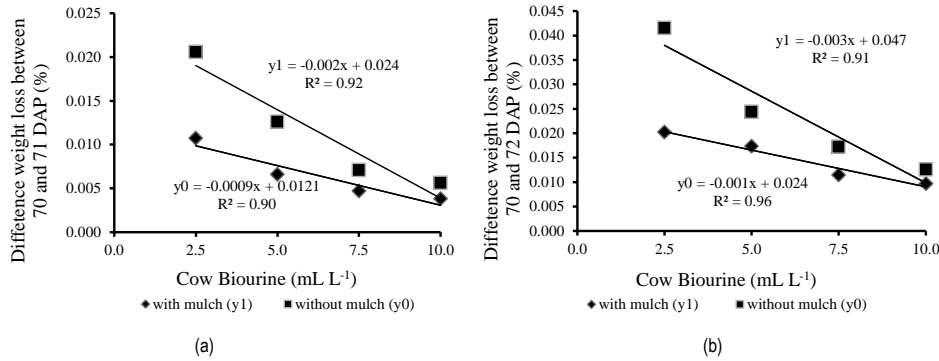 Diffetence weight loss between
70 and 71 DAP (%)
0.025
0.020
0.015
0.010
0.005
0.000
y1 = -0.002x + 0.024
R² = 0.92
y0 = -0.0009x + 0.0121
R² = 0.90
0.0 2.5 5.0 7.5 10.0
Cow Biourine (mL L⁻¹)
with mulch (y1) without mulch (y0)
(a)
Diffetence weight loss between
70 and 72 DAP (%)
0.045
0.040
0.035
0.030
0.025
0.020
0.015
0.010
0.005
0.000
y1 = -0.003x + 0.047
R² = 0.91
y0 = -0.001x + 0.024
R² = 0.96
0.0 2.5 5.0 7.5 10.0
Cow Biourine (mL L⁻¹)
with mulch (y1) without mulch (y0)
(b)